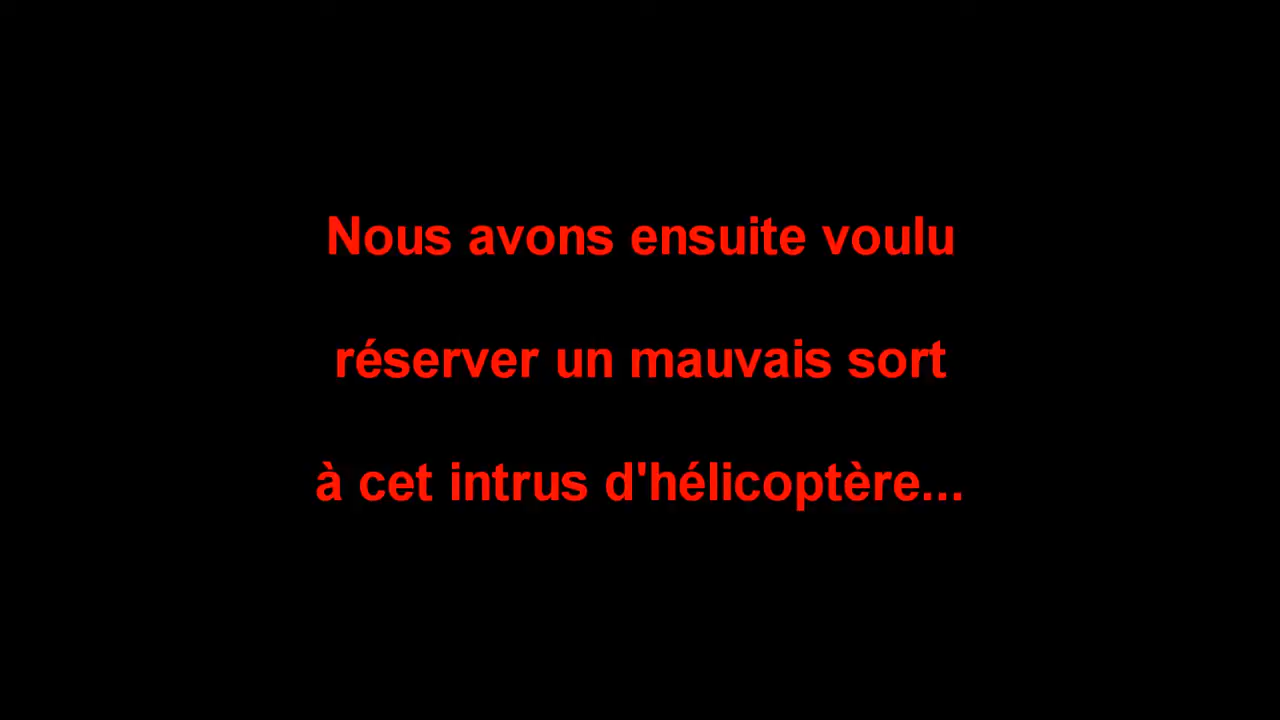 Nous avons ensuite voulu
réserver un mauvais sort
à cet intrus d'hélicoptère...